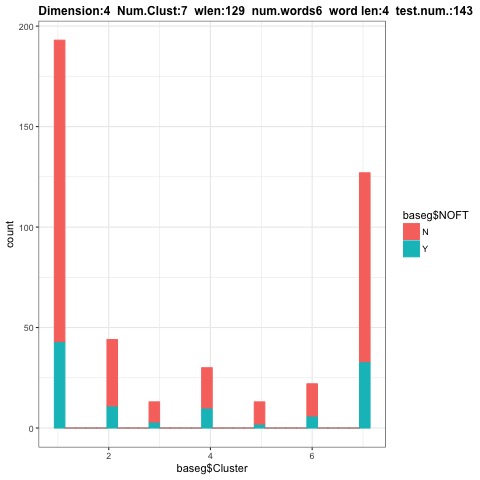 Dimension:4 Num.Clust:7 wlen:129 num.words6 word len:4 test.num.:143
200
150
100
50
0
count
2 4 6
baseg$Cluster
baseg$NOFT
N
Y